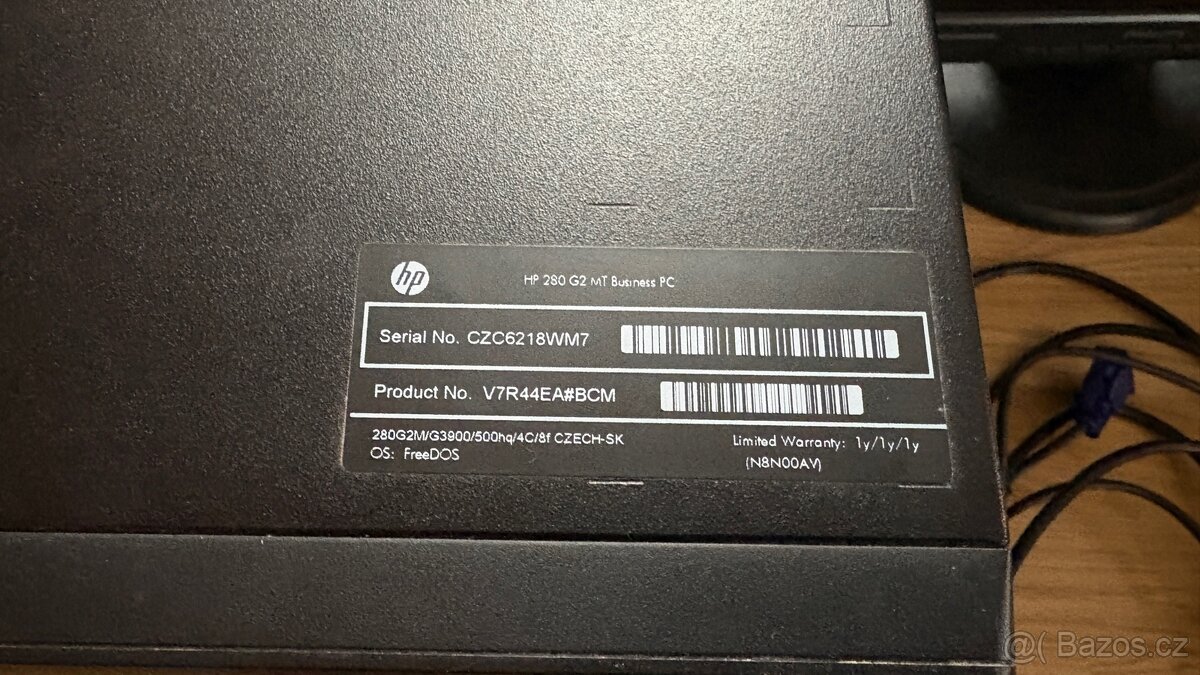 hp
HP 280 G2 MT Business PC
Serial No. CZC6218WM7
Product No. V7R44EA#BCM
280G2M/G3900/500hq/4C/8f CZECH-SK
OS: FreeDOS
Limited Warranty: 1y/1y/1y
(N8N00AV)
@( Bazos.cz